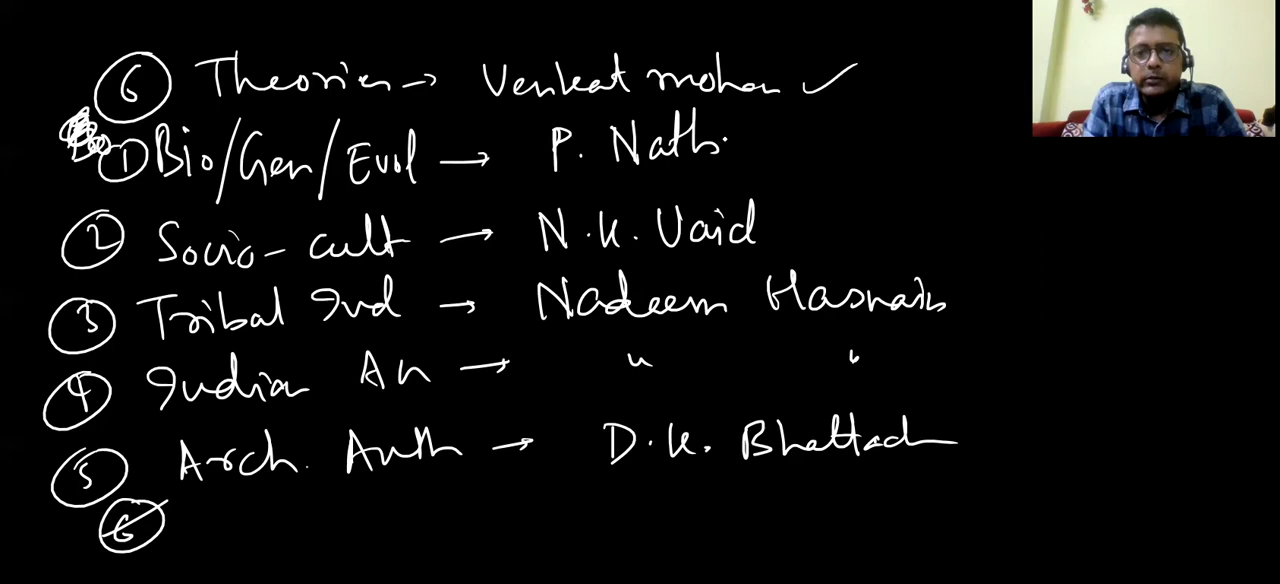 6 Theories → Venkat mohan ✓
1 Bio/Gen/Evol → P. Nath.
2 Socio-cult → N.K. Vaid
3 Tribal Ind → Nadeem Hasnain
4 Indian An → " "
5 Arch. Anth → D.K. Bhattach
6